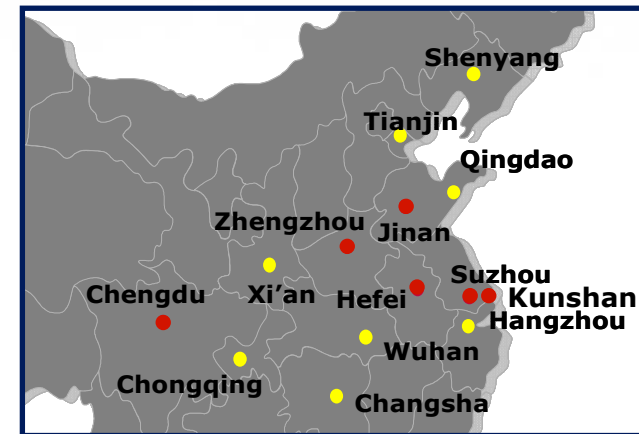 Shenyang
Tianjin
Qingdao
Zhengzhou
Jinan
Suzhou
Chengdu
Xi’an
Hefei
Kunshan
Hangzhou
Wuhan
Chongqing
Changsha